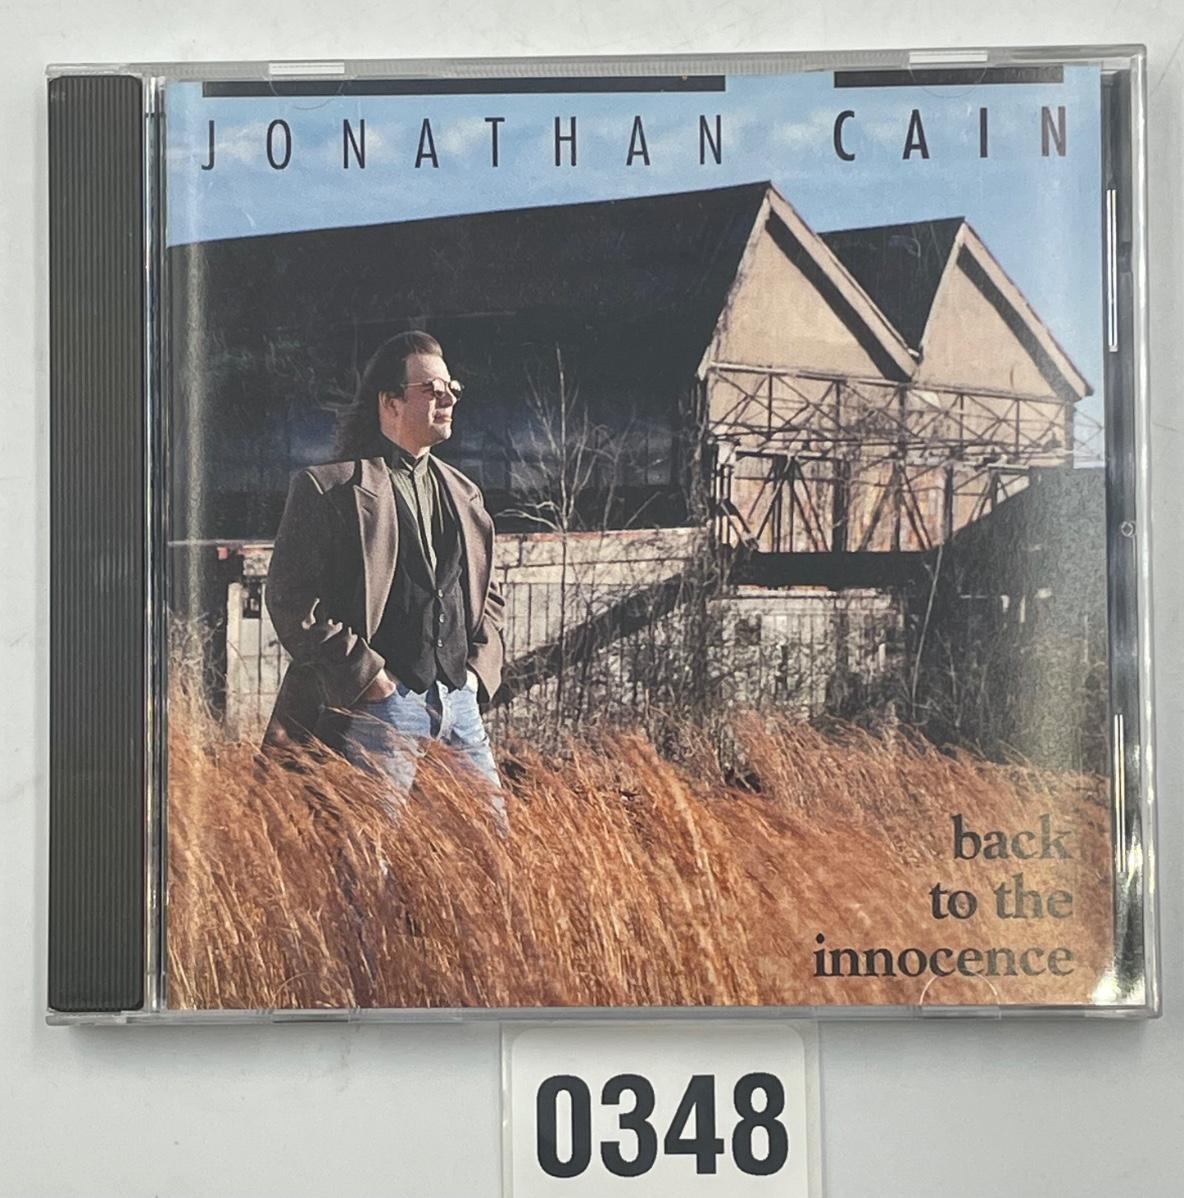 JONATHAN CAIN
back
to the
innocence
0348